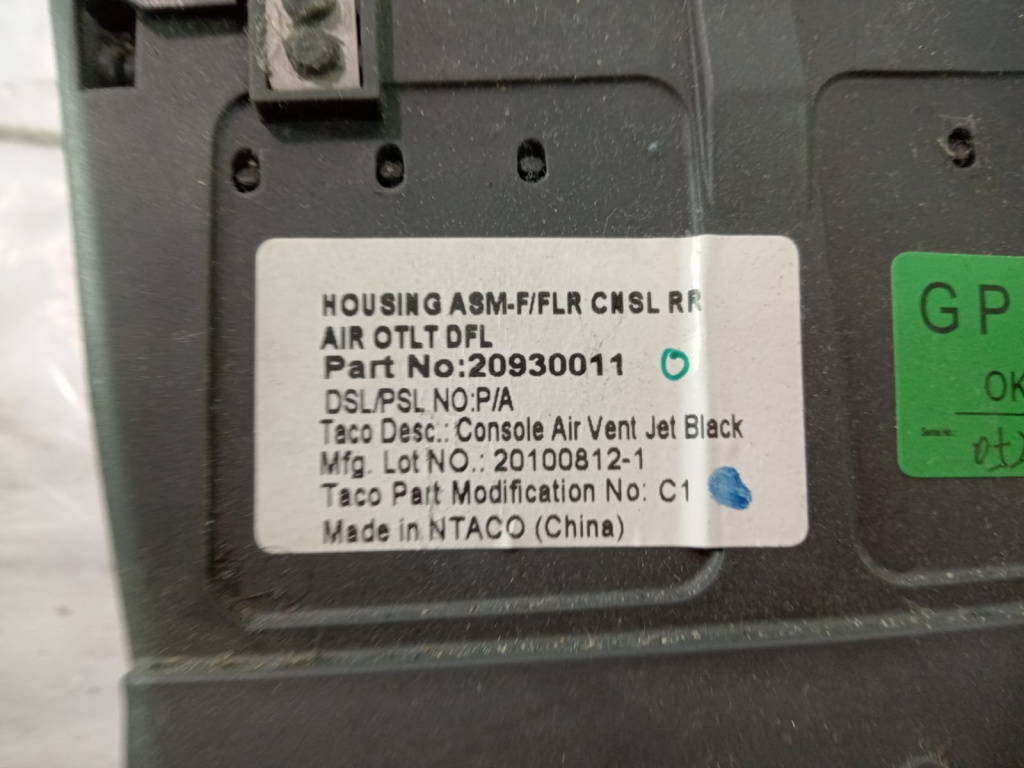 HOUSING ASM-F/FLR CNSL RR
AIR OTLT DFL
Part No:20930011
DSL/PSL NO:P/A
Taco Desc.: Console Air Vent Jet Black
Mfg. Lot NO.: 20100812-1
Taco Part Modification No: C1
Made in NTACO (China)
GP
OK